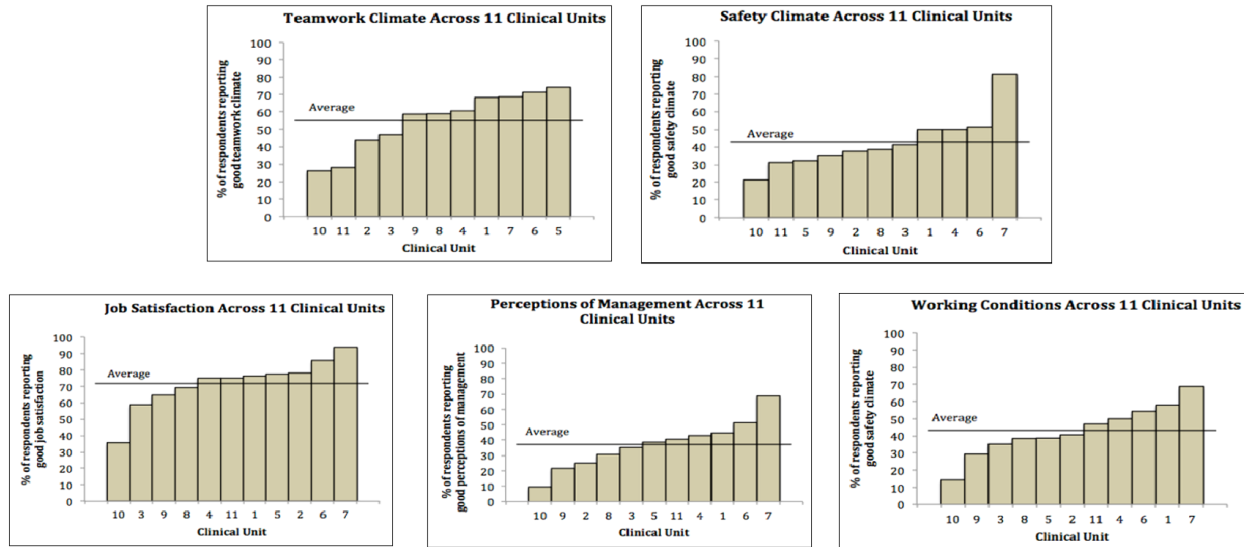 Teamwork Climate Across 11 Clinical Units
% of respondents reporting
good teamwork climate
100
90
80
70
60
50
40
30
20
10
0
Average
10 11 2 3 9 8 4 1 7 6 5
Clinical Unit
Safety Climate Across 11 Clinical Units
% of respondents reporting
good safety climate
100
90
80
70
60
50
40
30
20
10
0
Average
10 11 5 9 2 8 3 1 4 6 7
Clinical Unit
Job Satisfaction Across 11 Clinical Units
% of respondents reporting
good job satisfaction
100
90
80
70
60
50
40
30
20
10
0
Average
10 3 9 8 4 11 1 5 2 6 7
Clinical Unit
Perceptions of Management Across 11
Clinical Units
% of respondents reporting
good perceptions of management
100
90
80
70
60
50
40
30
20
10
0
Average
10 9 2 8 3 5 11 4 1 6 7
Clinical Unit
Working Conditions Across 11 Clinical Units
% of respondents reporting
good safety climate
100
90
80
70
60
50
40
30
20
10
0
Average
10 9 3 8 5 2 11 4 6 1 7
Clinical Unit